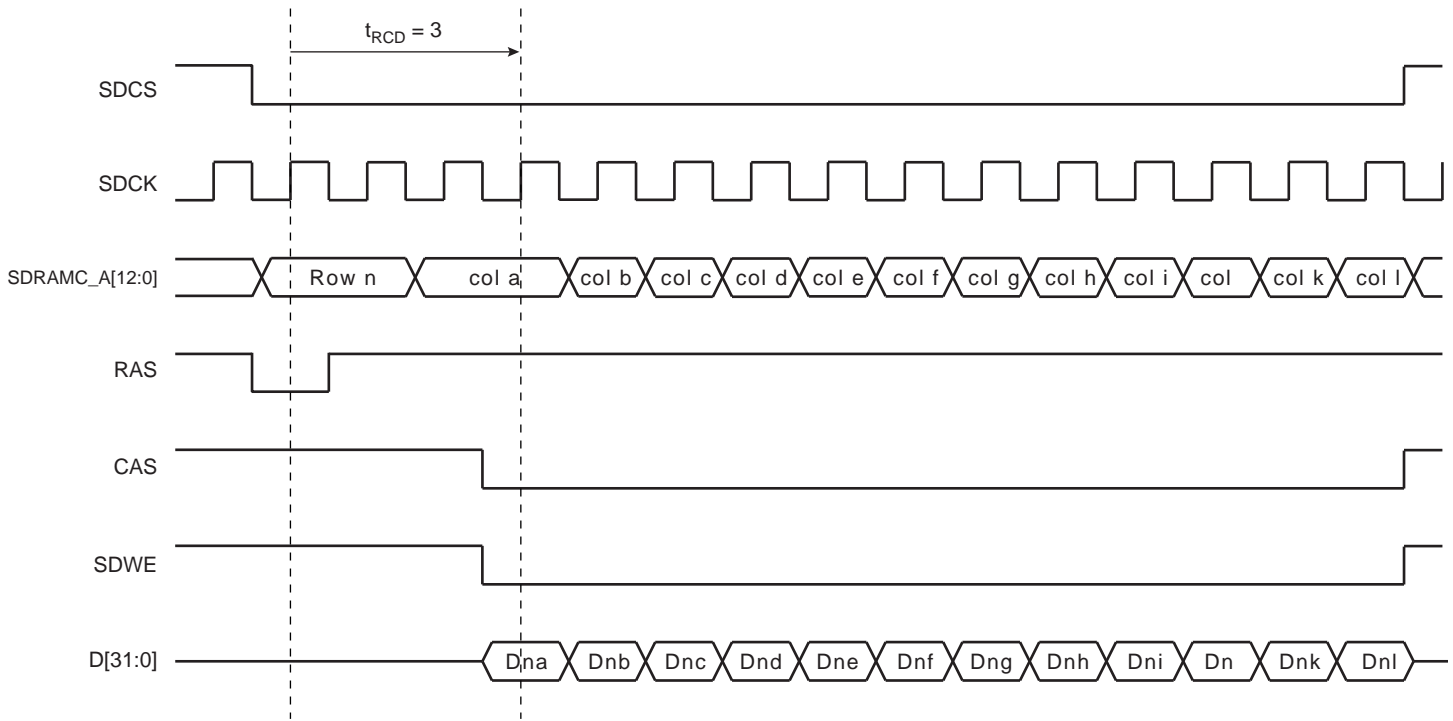 tRCD = 3
SDCS
SDCK
SDRAMC_A[12:0] Row n col a col b col c col d col e col f col g col h col i col col k col l
RAS
CAS
SDWE
D[31:0] Dna Dnb Dnc Dnd Dne Dnf Dng Dnh Dni Dn Dnk Dnl